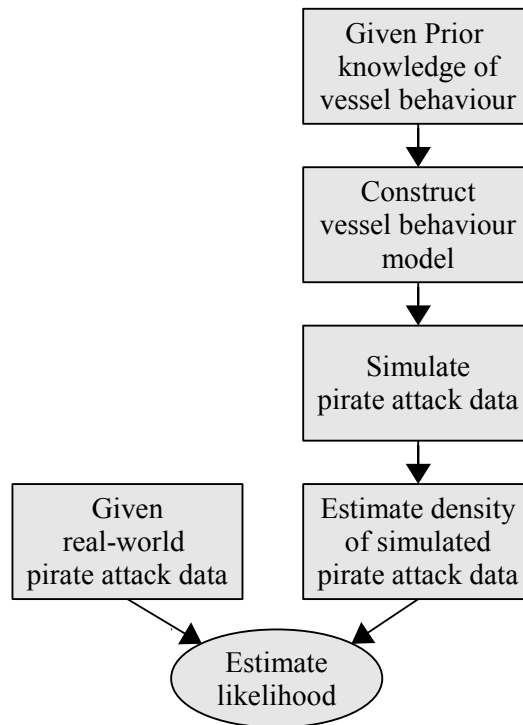 Given Prior
knowledge of
vessel behaviour
Construct
vessel behaviour
model
Simulate
pirate attack data
Given
real-world
pirate attack data
Estimate density
of simulated
pirate attack data
Estimate
likelihood